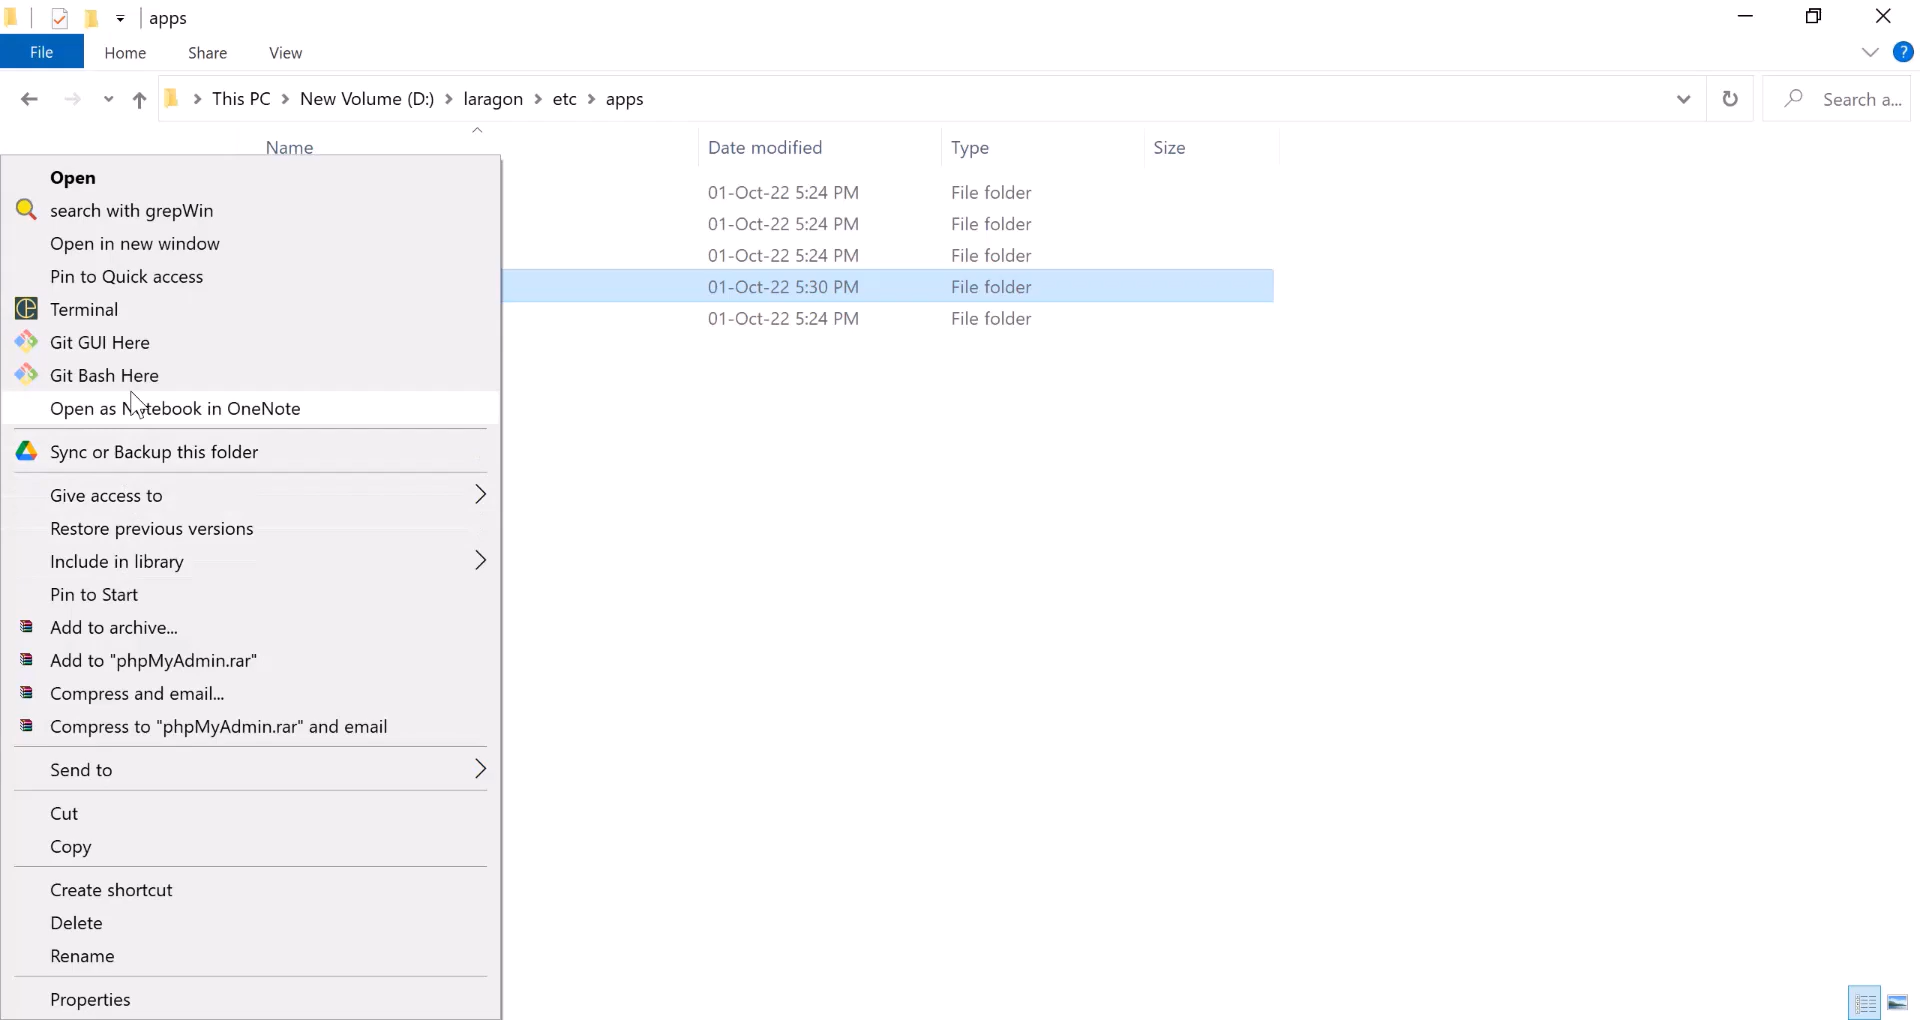 apps
File Home Share View ?
This PC New Volume (D:) laragon etc apps Search a...
Name Date modified Type Size
01-Oct-22 5:24 PM File folder
01-Oct-22 5:24 PM File folder
01-Oct-22 5:24 PM File folder
01-Oct-22 5:30 PM File folder
01-Oct-22 5:24 PM File folder
Open
search with grepWin
Open in new window
Pin to Quick access
Terminal
Git GUI Here
Git Bash Here
Open as Notebook in OneNote
Sync or Backup this folder
Give access to
Restore previous versions
Include in library
Pin to Start
Add to archive...
Add to "phpMyAdmin.rar"
Compress and email...
Compress to "phpMyAdmin.rar" and email
Send to
Cut
Copy
Create shortcut
Delete
Rename
Properties